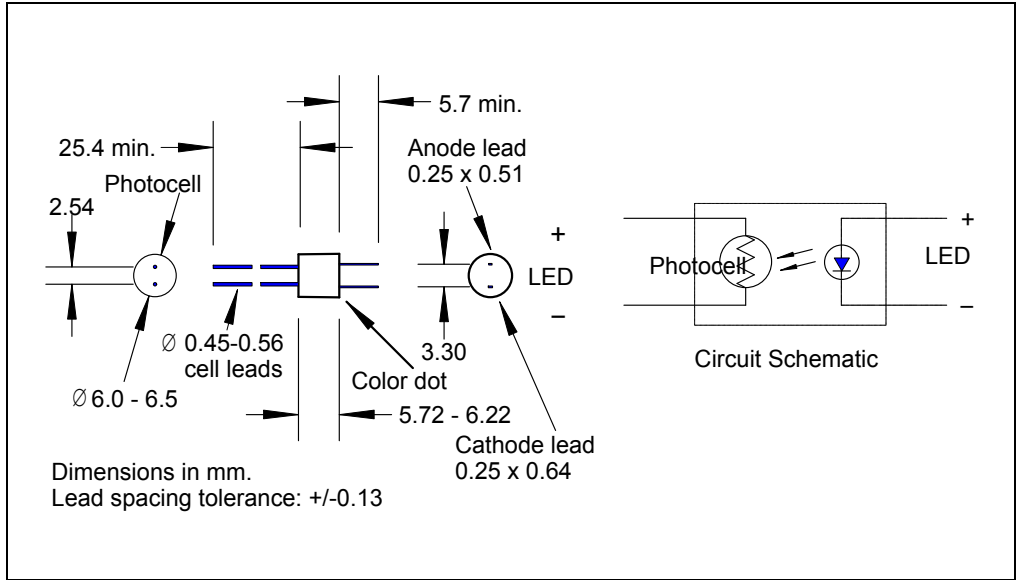 5.7 min.
25.4 min.
Anode lead
0.25 x 0.51
Photocell
2.54
+
LED
–
Photocell
+
LED
–
Circuit Schematic
Ø 0.45-0.56
cell leads
3.30
Color dot
Ø 6.0 - 6.5
5.72 - 6.22
Cathode lead
0.25 x 0.64
Dimensions in mm.
Lead spacing tolerance: +/-0.13